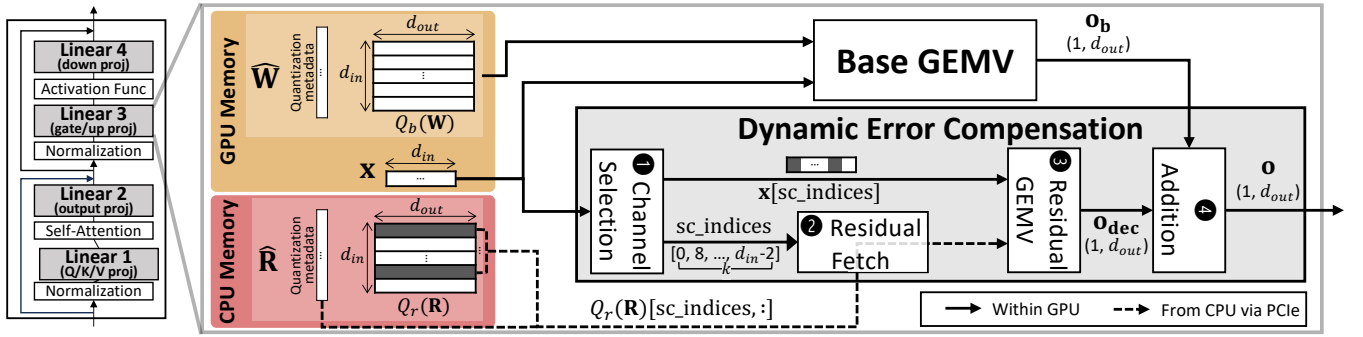 Linear 4
(down proj)
Activation Func
Linear 3
(gate/up proj)
Normalization
Linear 2
(output proj)
Self-Attention
Linear 1
(Q/K/V proj)
Normalization
GPU Memory
Ŵ
Quantization
metadata
...
d_out
d_in
...
Q_b(W)
x
d_in
...
CPU Memory
R̂
Quantization
metadata
...
d_out
d_in
...
...
Q_r(R)
Base GEMV
o_b
(1, d_out)
Dynamic Error Compensation
❶ Channel
Selection
...
x[sc_indices]
sc_indices
[0, 8, ..., d_in-2]
k
❷ Residual
Fetch
❸ Residual
GEMV
o_dec
(1, d_out)
Addition ❹
o
(1, d_out)
Q_r(R)[sc_indices, :]
Within GPU
From CPU via PCIe